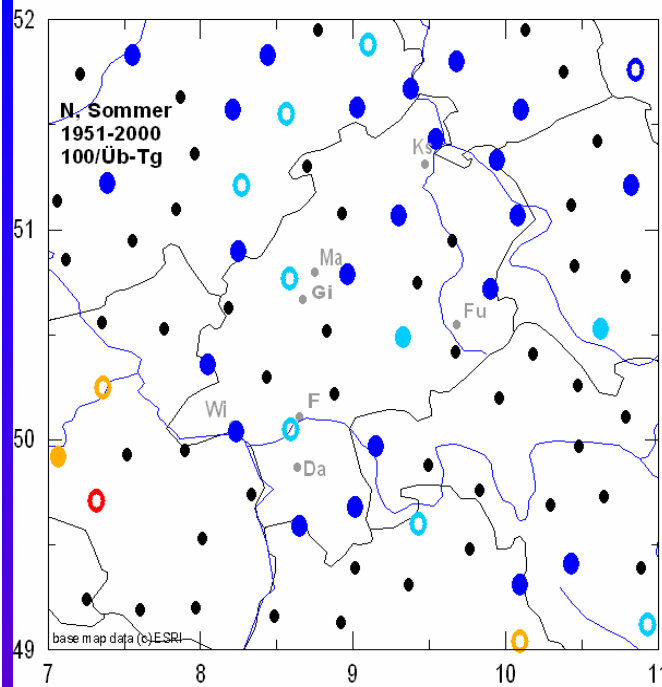 52
N, Sommer
1951-2000
100/Üb-Tg
Ks
51
Ma
Gi
Fu
Wi
F
50
Da
base map data (c) ESRI
49
7 8 9 10 11